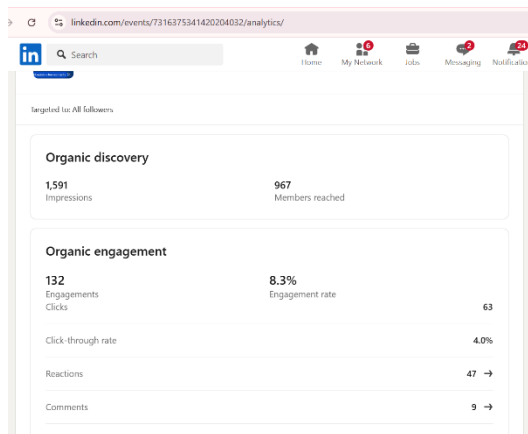 linkedin.com/events/7316375341420204032/analytics/
in
Search
6
2
24
Home
My Network
Jobs
Messaging
Notificatio
Targeted to: All followers
Organic discovery
1,591
967
Impressions
Members reached
Organic engagement
132
8.3%
Engagements
Engagement rate
Clicks
63
Click-through rate
4.0%
Reactions
47 →
Comments
9 →